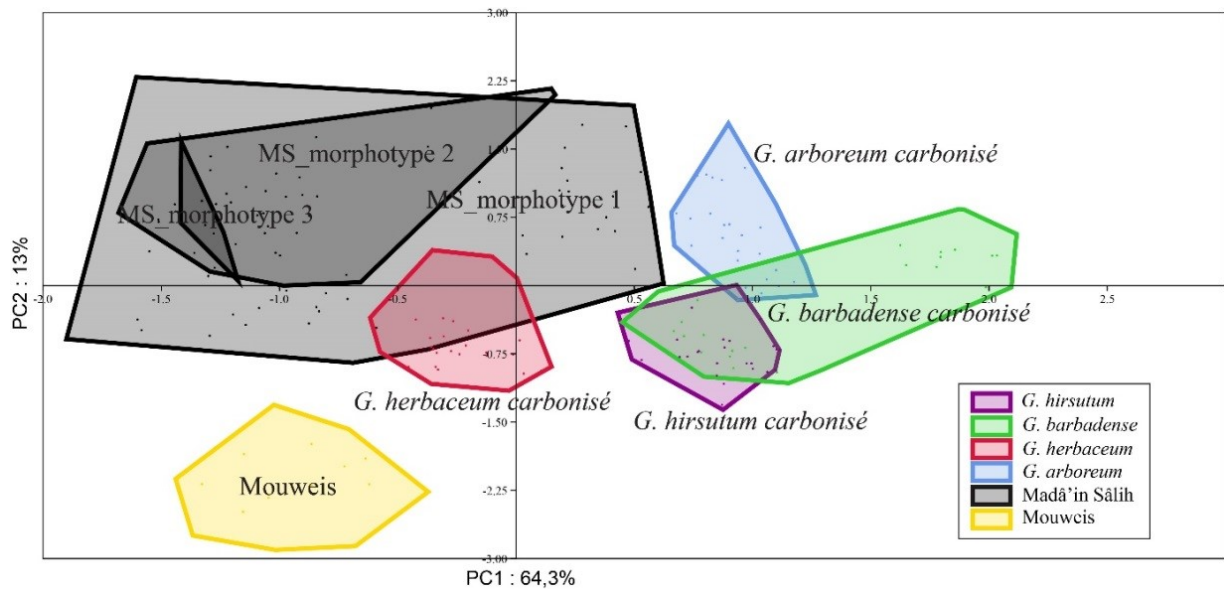 3.00
2.25
1.50
MS_morphotype 2
G. arboreum carbonisé
MS_morphotype 1
MS_morphotype 3
0.75
-2.0
-1.5
-1.0
-0.5
0.5
1.0
1.5
2.0
2.5
PC2 : 13%
G. barbadense carbonisé
-0.75
G. herbaceum carbonisé
G. hirsutum carbonisé
-1.50
Mouweis
-2.25
-3.00
G. hirsutum
G. barbadense
G. herbaceum
G. arboreum
Madâ'in Sâlih
Mouwcis
PC1 : 64,3%